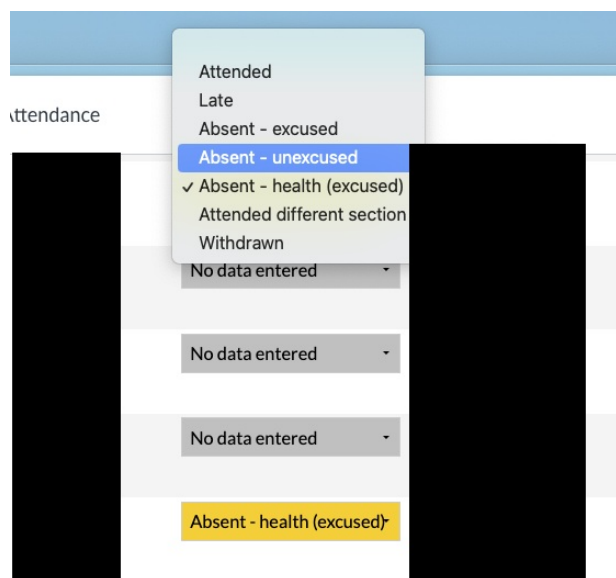 Attendance
Attended
Late
Absent - excused
Absent - unexcused
✓ Absent - health (excused)
Attended different section
Withdrawn
No data entered
No data entered
No data entered
Absent - health (excused)